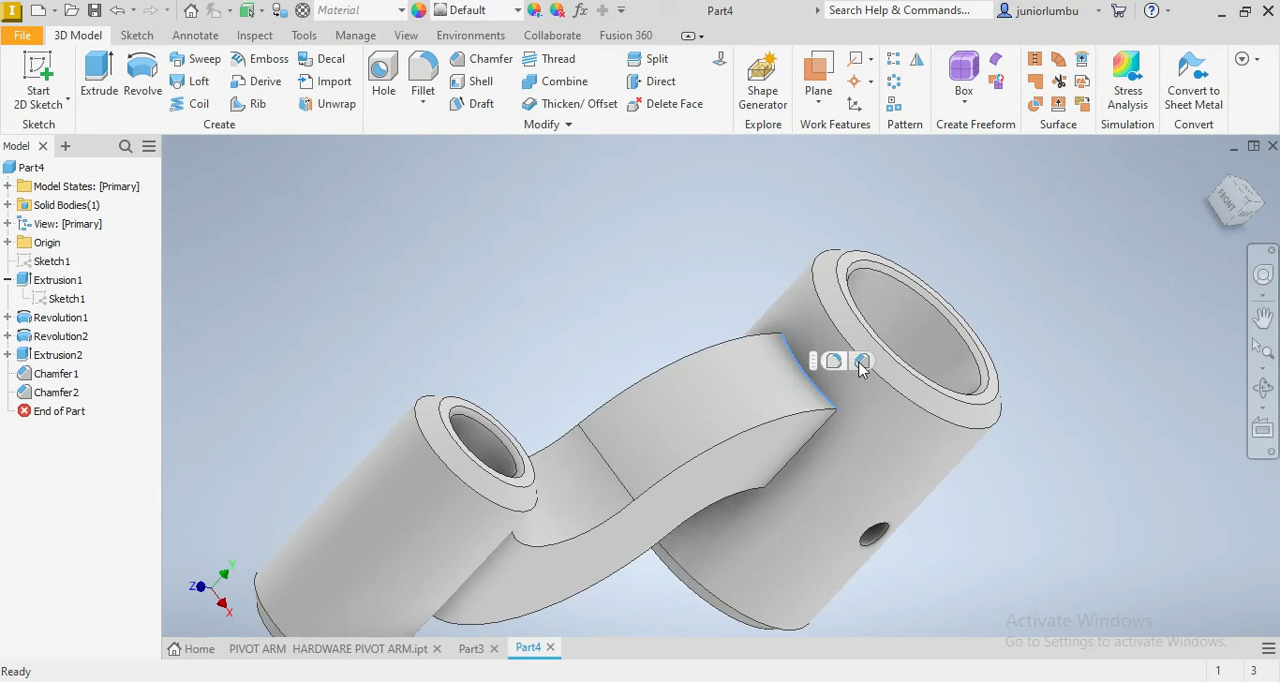 Material
Default
Part4
Search Help & Commands...
juniorlumbu
File
3D Model
Sketch
Annotate
Inspect
Tools
Manage
View
Environments
Collaborate
Fusion 360
Start
2D Sketch
Extrude
Revolve
Sweep
Emboss
Decal
Loft
Derive
Import
Coil
Rib
Unwrap
Hole
Fillet
Chamfer
Thread
Split
Shell
Combine
Direct
Draft
Thicken/ Offset
Delete Face
Shape
Generator
Plane
Box
Stress
Analysis
Convert to
Sheet Metal
Sketch
Create
Modify
Explore
Work Features
Pattern
Create Freeform
Surface
Simulation
Convert
Model
Part4
Model States: [Primary]
Solid Bodies(1)
View: [Primary]
Origin
Sketch1
Extrusion1
Sketch1
Revolution1
Revolution2
Extrusion2
Chamfer1
Chamfer2
End of Part
FRONT
Y
Z
X
Activate Windows
Go to Settings to activate Windows.
Home
PIVOT ARM HARDWARE PIVOT ARM.ipt
Part3
Part4
Ready
1
3